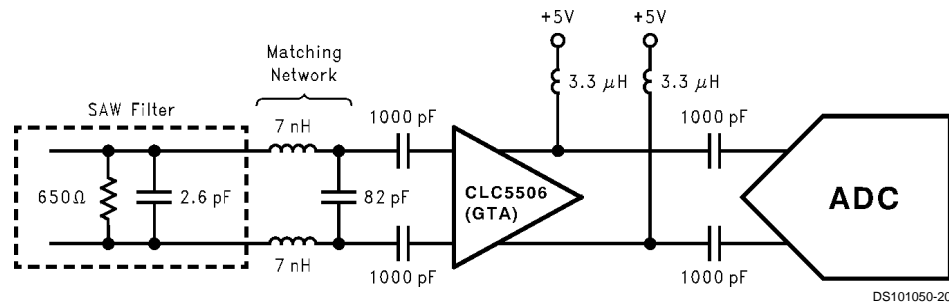 +5V
+5V
Matching
Network
3.3 μH
3.3 μH
SAW Filter
7 nH
1000 pF
1000 pF
650Ω
2.6 pF
82 pF
CLC5506
(GTA)
ADC
7 nH
1000 pF
1000 pF
DS101050-20